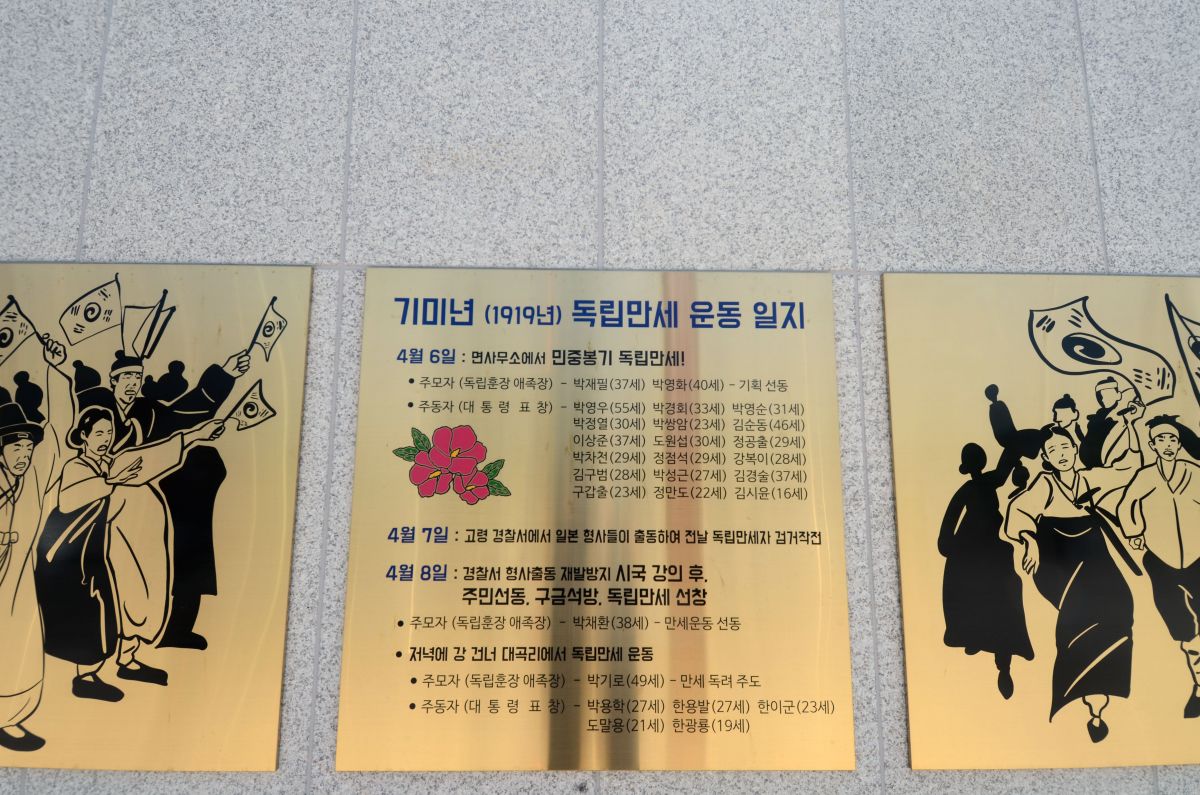 기미년 (1919년) 독립만세 운동 일지
4월 6일 : 면사무소에서 민중봉기 독립만세!
• 주모자 (독립훈장 애족장) - 박재필(37세) 박영화(40세) - 기획 선동
• 주동자 (대 통 령 표 창) - 박영우(55세) 박경회(33세) 박영순(31세)
박정열(30세) 박쌍암(23세) 김순동(46세)
이상준(37세) 도원섭(30세) 정공출(29세)
박차천(29세) 정점석(29세) 강복이(28세)
김구범(28세) 박성근(27세) 김경술(37세)
구갑출(23세) 정만도(22세) 김시윤(16세)
4월 7일 : 고령 경찰서에서 일본 형사들이 출동하여 전날 독립만세자 검거작전
4월 8일 : 경찰서 형사출동 재발방지 시국 강의 후,
주민선동, 구금석방, 독립만세 선창
• 주모자 (독립훈장 애족장) - 박채환(38세) - 만세운동 선동
• 저녁에 강 건너 대곡리에서 독립만세 운동
• 주모자 (독립훈장 애족장) - 박기로(49세) - 만세 독려 주도
• 주동자 (대 통 령 표 창) - 박용학(27세) 한용발(27세) 한이군(23세)
도말용(21세) 한광룡(19세)